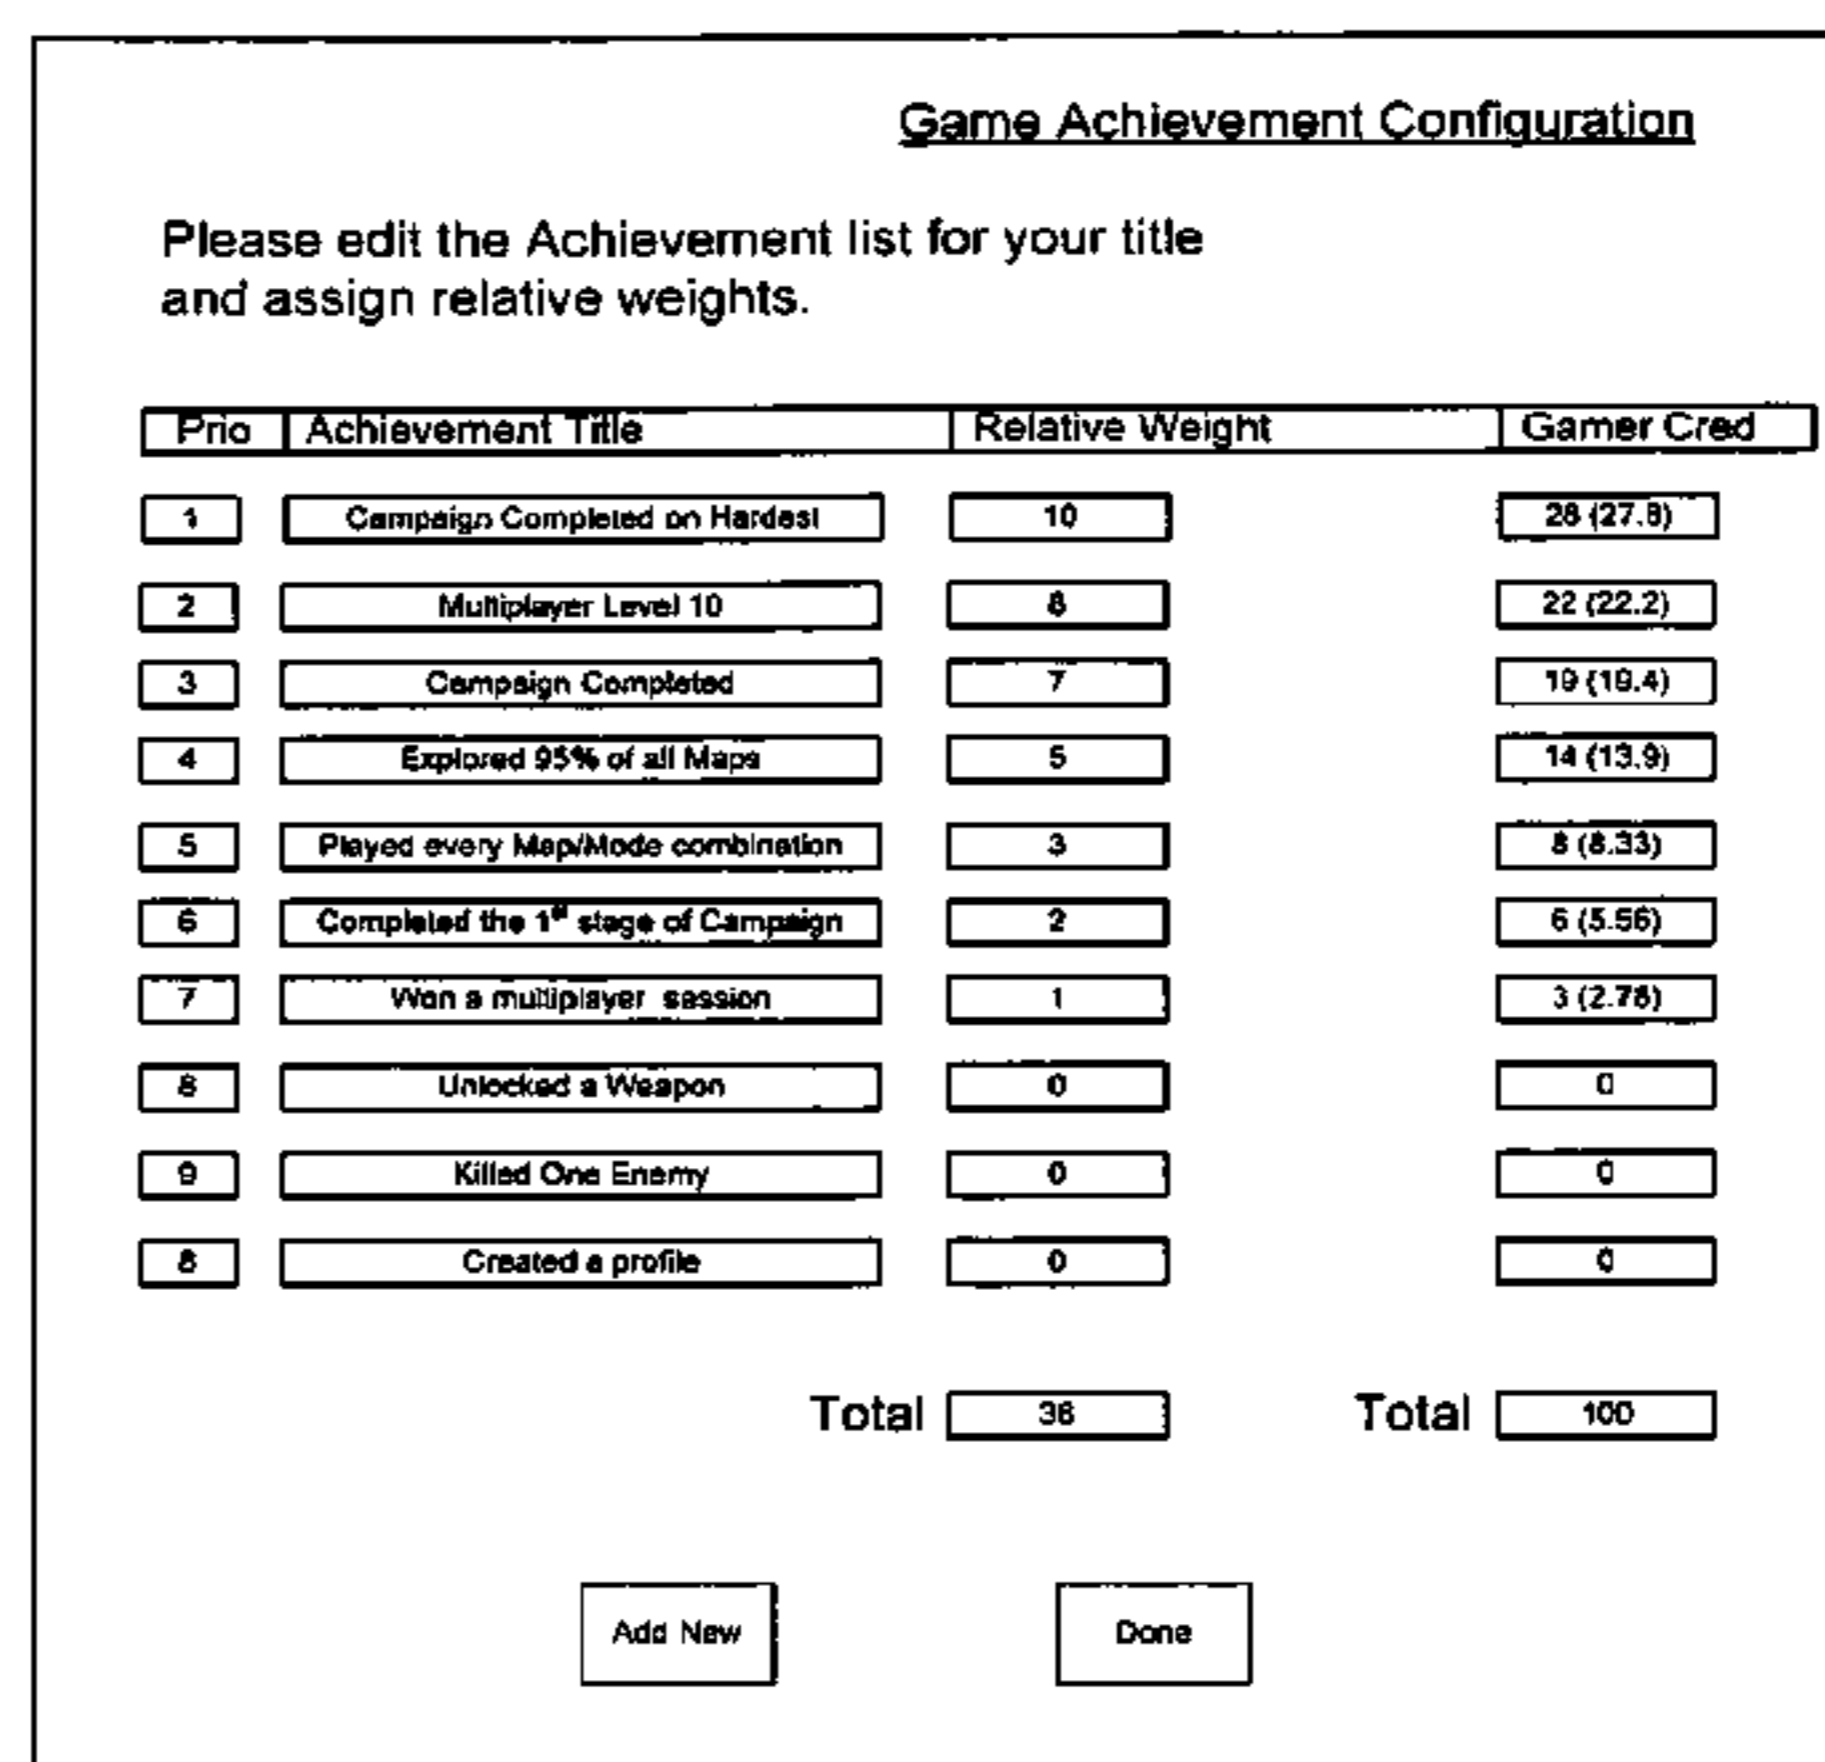 Game Achievement Configuration
Please edit the Achievement list for your title
and assign relative weights.
Prio Achievement Title Relative Weight Gamer Cred
1 Campaign Completed on Hardest 10 28 (27.8)
2 Multiplayer Level 10 8 22 (22.2)
3 Campaign Completed 7 19 (19.4)
4 Explored 95% of all Maps 5 14 (13.9)
5 Played every Map/Mode combination 3 8 (8.33)
6 Completed the 1st stage of Campaign 2 6 (5.56)
7 Won a multiplayer session 1 3 (2.78)
8 Unlocked a Weapon 0 0
9 Killed One Enemy 0 0
8 Created a profile 0 0
Total 36 Total 100
Add New Done